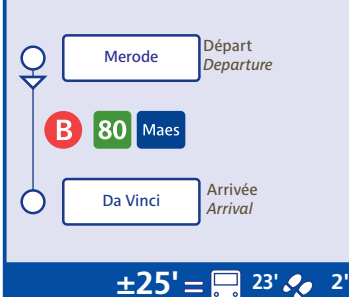 Merode
Départ
Departure
B 80 Maes
Da Vinci
Arrivée
Arrival
±25' = 23' 2'